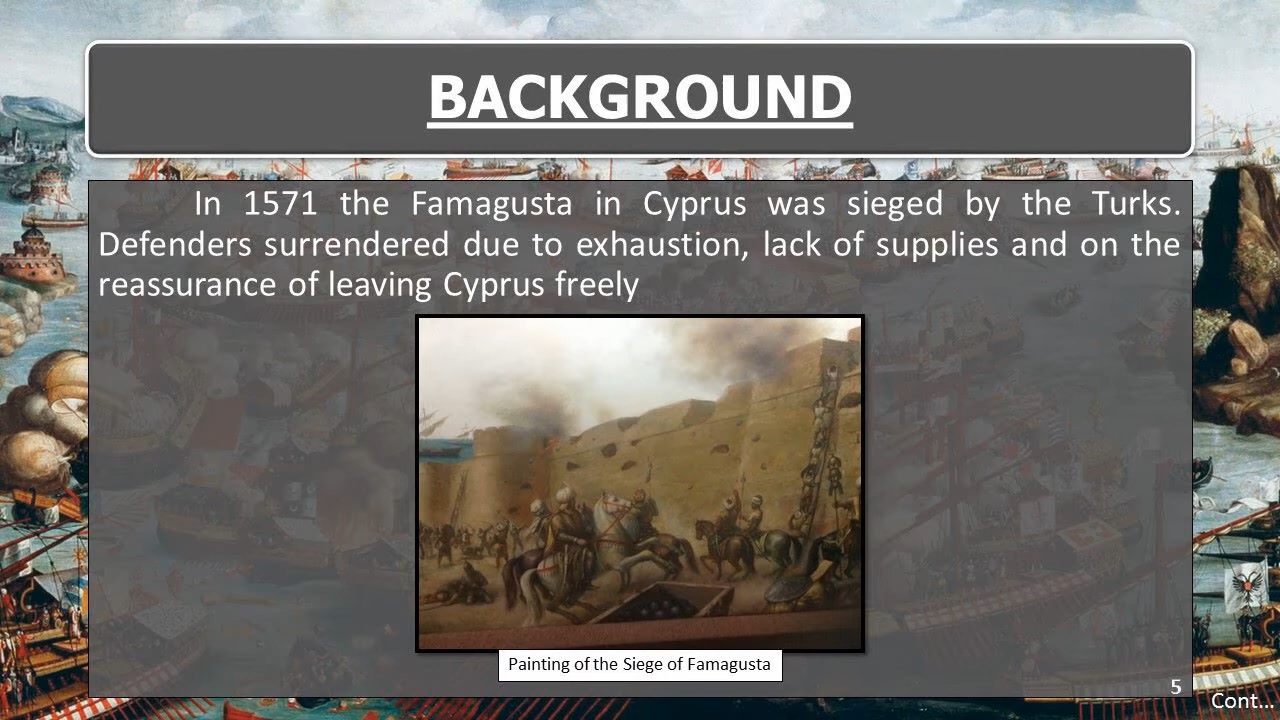 BACKGROUND
In 1571 the Famagusta in Cyprus was sieged by the Turks.
Defenders surrendered due to exhaustion, lack of supplies and on the
reassurance of leaving Cyprus freely
Painting of the Siege of Famagusta
5
Cont...